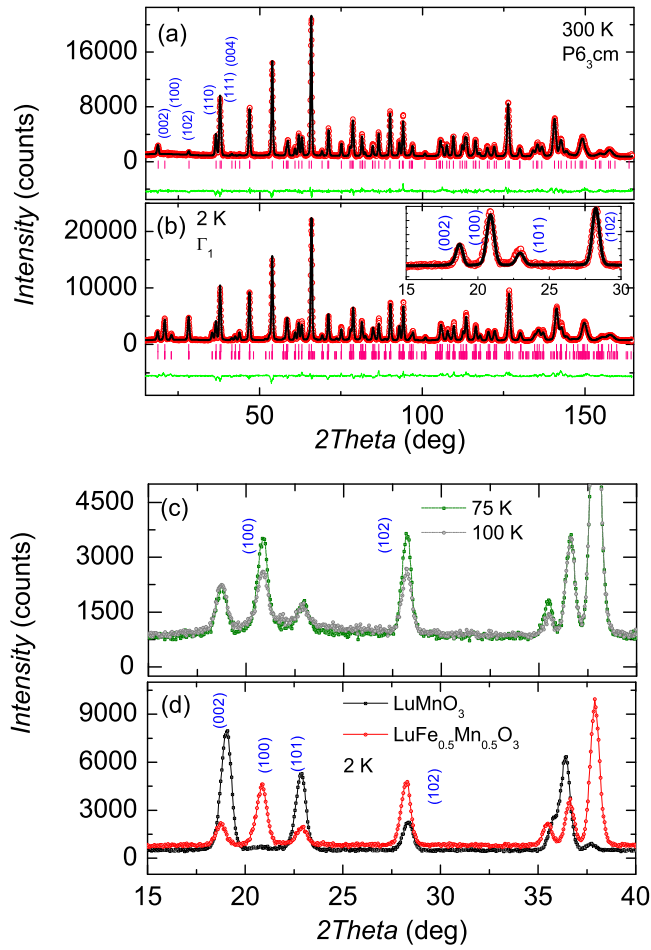 (a)
300 K
P6₃cm
16000
8000
0
(002)
(100)
(102)
(110)
(111)
(004)
Intensity (counts)
(b)
2 K
Γ₁
20000
10000
0
(002)
(100)
(101)
(102)
15 20 25 30
50 100 150
2Theta (deg)
(c)
75 K
100 K
4500
3000
1500
0
(100)
(102)
Intensity (counts)
(d)
LuMnO₃
LuFe₀.₅Mn₀.₅O₃
2 K
9000
6000
3000
0
(002)
(100)
(101)
(102)
15 20 25 30 35 40
2Theta (deg)